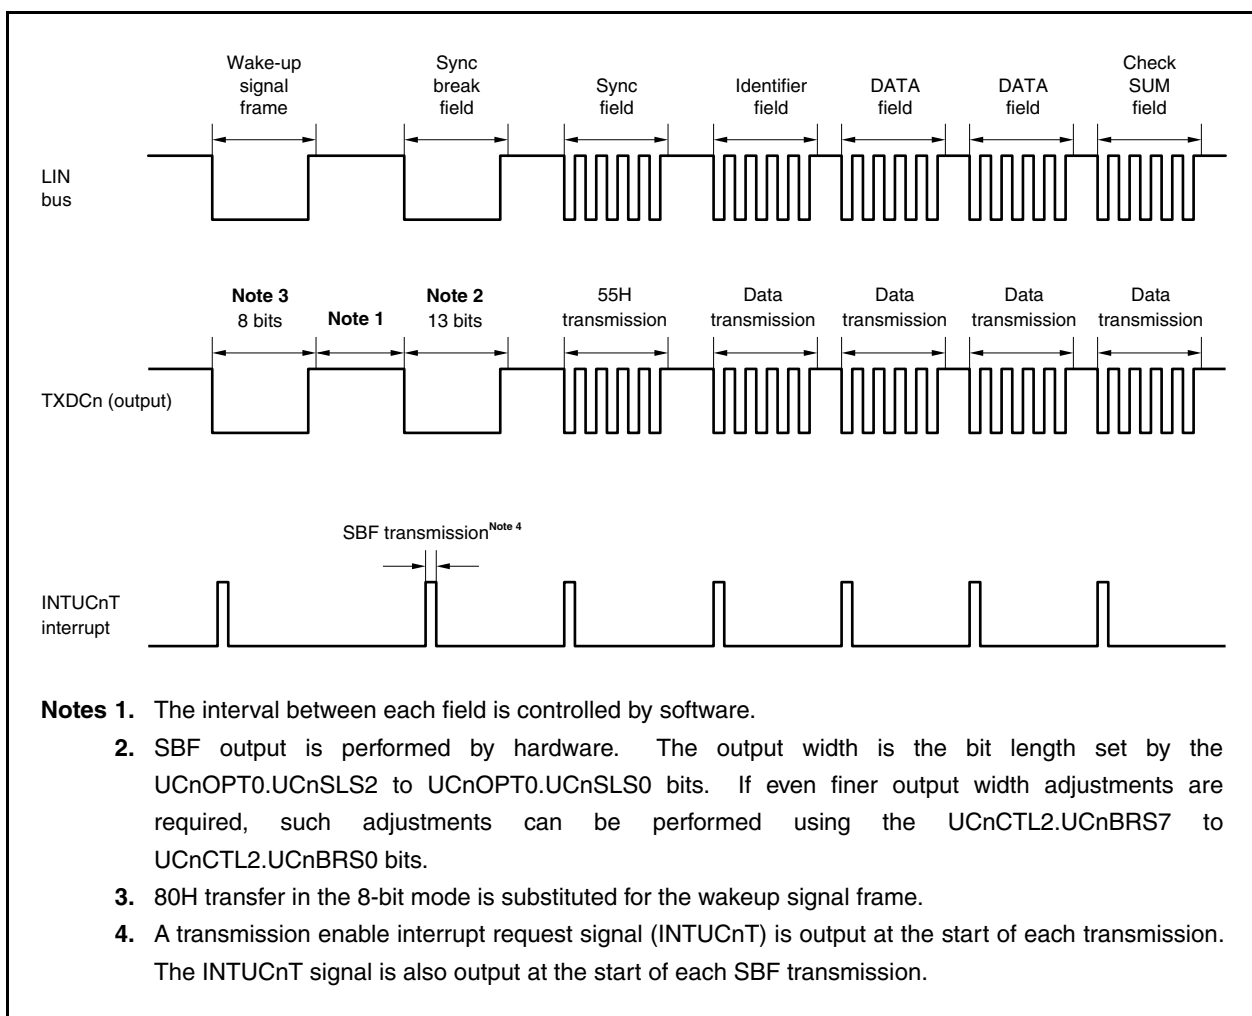 Wake-up
signal
frame
Sync
break
field
Sync
field
Identifier
field
DATA
field
DATA
field
Check
SUM
field
LIN
bus
Note 3
8 bits
Note 1
Note 2
13 bits
55H
transmission
Data
transmission
Data
transmission
Data
transmission
Data
transmission
TXDCn (output)
SBF transmission Note 4
INTUCnT
interrupt
Notes 1. The interval between each field is controlled by software.
2. SBF output is performed by hardware. The output width is the bit length set by the
UCnOPT0.UCnSLS2 to UCnOPT0.UCnSLS0 bits. If even finer output width adjustments are
required, such adjustments can be performed using the UCnCTL2.UCnBRS7 to
UCnCTL2.UCnBRS0 bits.
3. 80H transfer in the 8-bit mode is substituted for the wakeup signal frame.
4. A transmission enable interrupt request signal (INTUCnT) is output at the start of each transmission.
The INTUCnT signal is also output at the start of each SBF transmission.